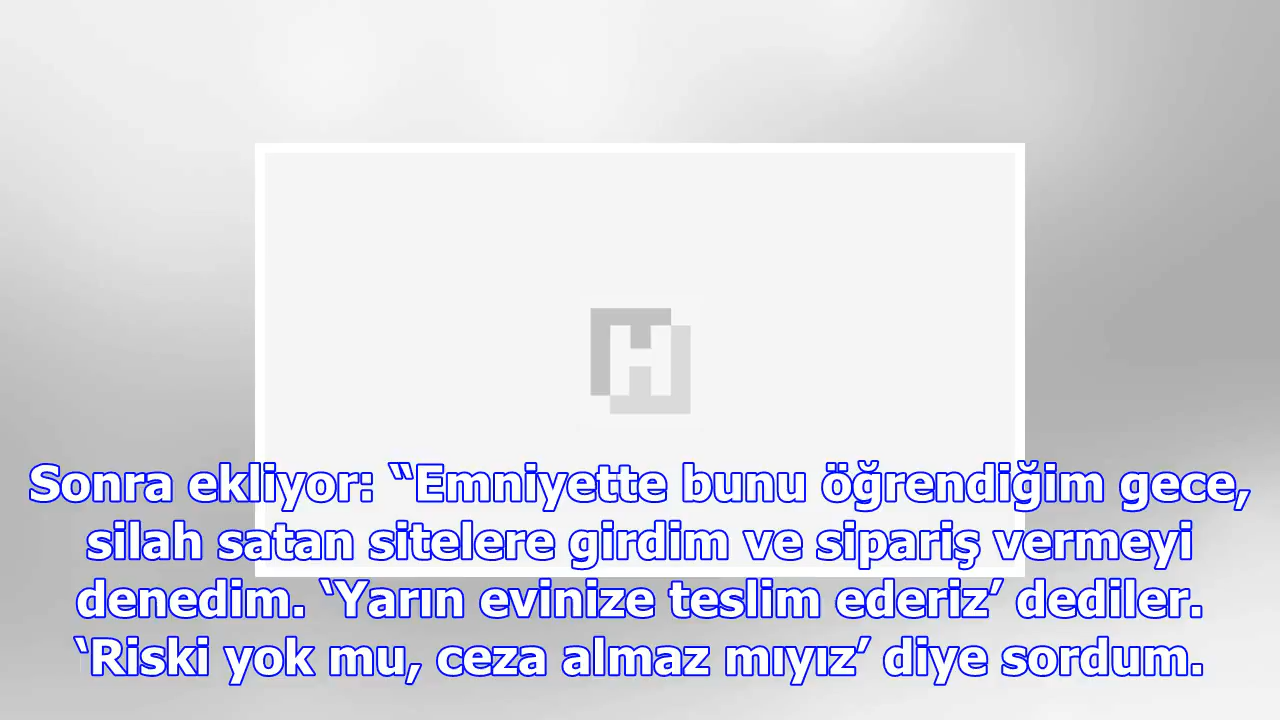 H
Sonra ekliyor: “Emniyette bunu öğrendiğim gece,
silah satan sitelere girdim ve sipariş vermeyi
denedim. ‘Yarın evinize teslim ederiz’ dediler.
‘Riski yok mu, ceza almaz mıyız’ diye sordum.